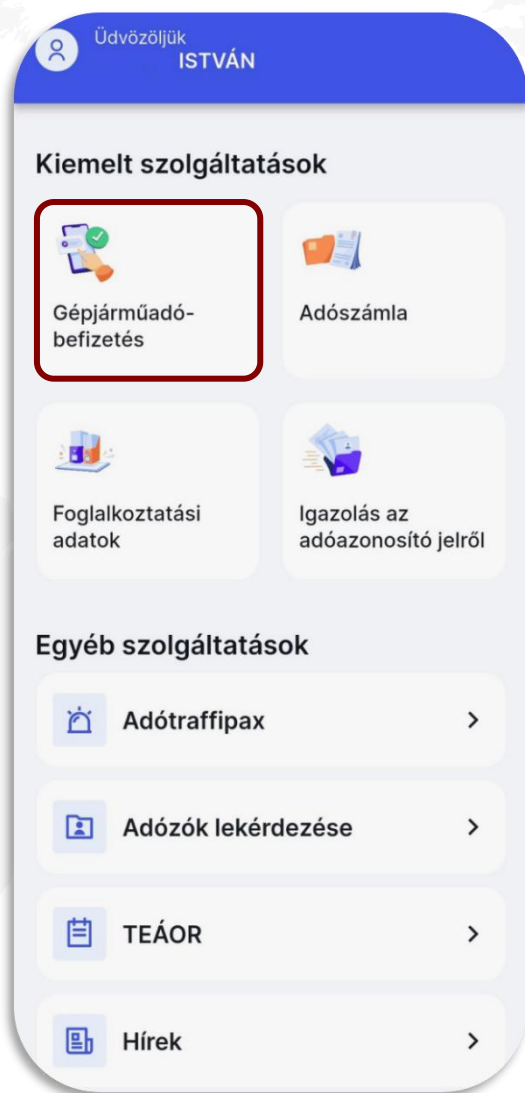 Üdvözöljük
ISTVÁN
Kiemelt szolgáltatások
Gépjárműadó-
befizetés
Adószámla
Foglalkoztatási
adatok
Igazolás az
adóazonosító jelről
Egyéb szolgáltatások
Adótraffipax
Adózók lekérdezése
TEÁOR
Hírek